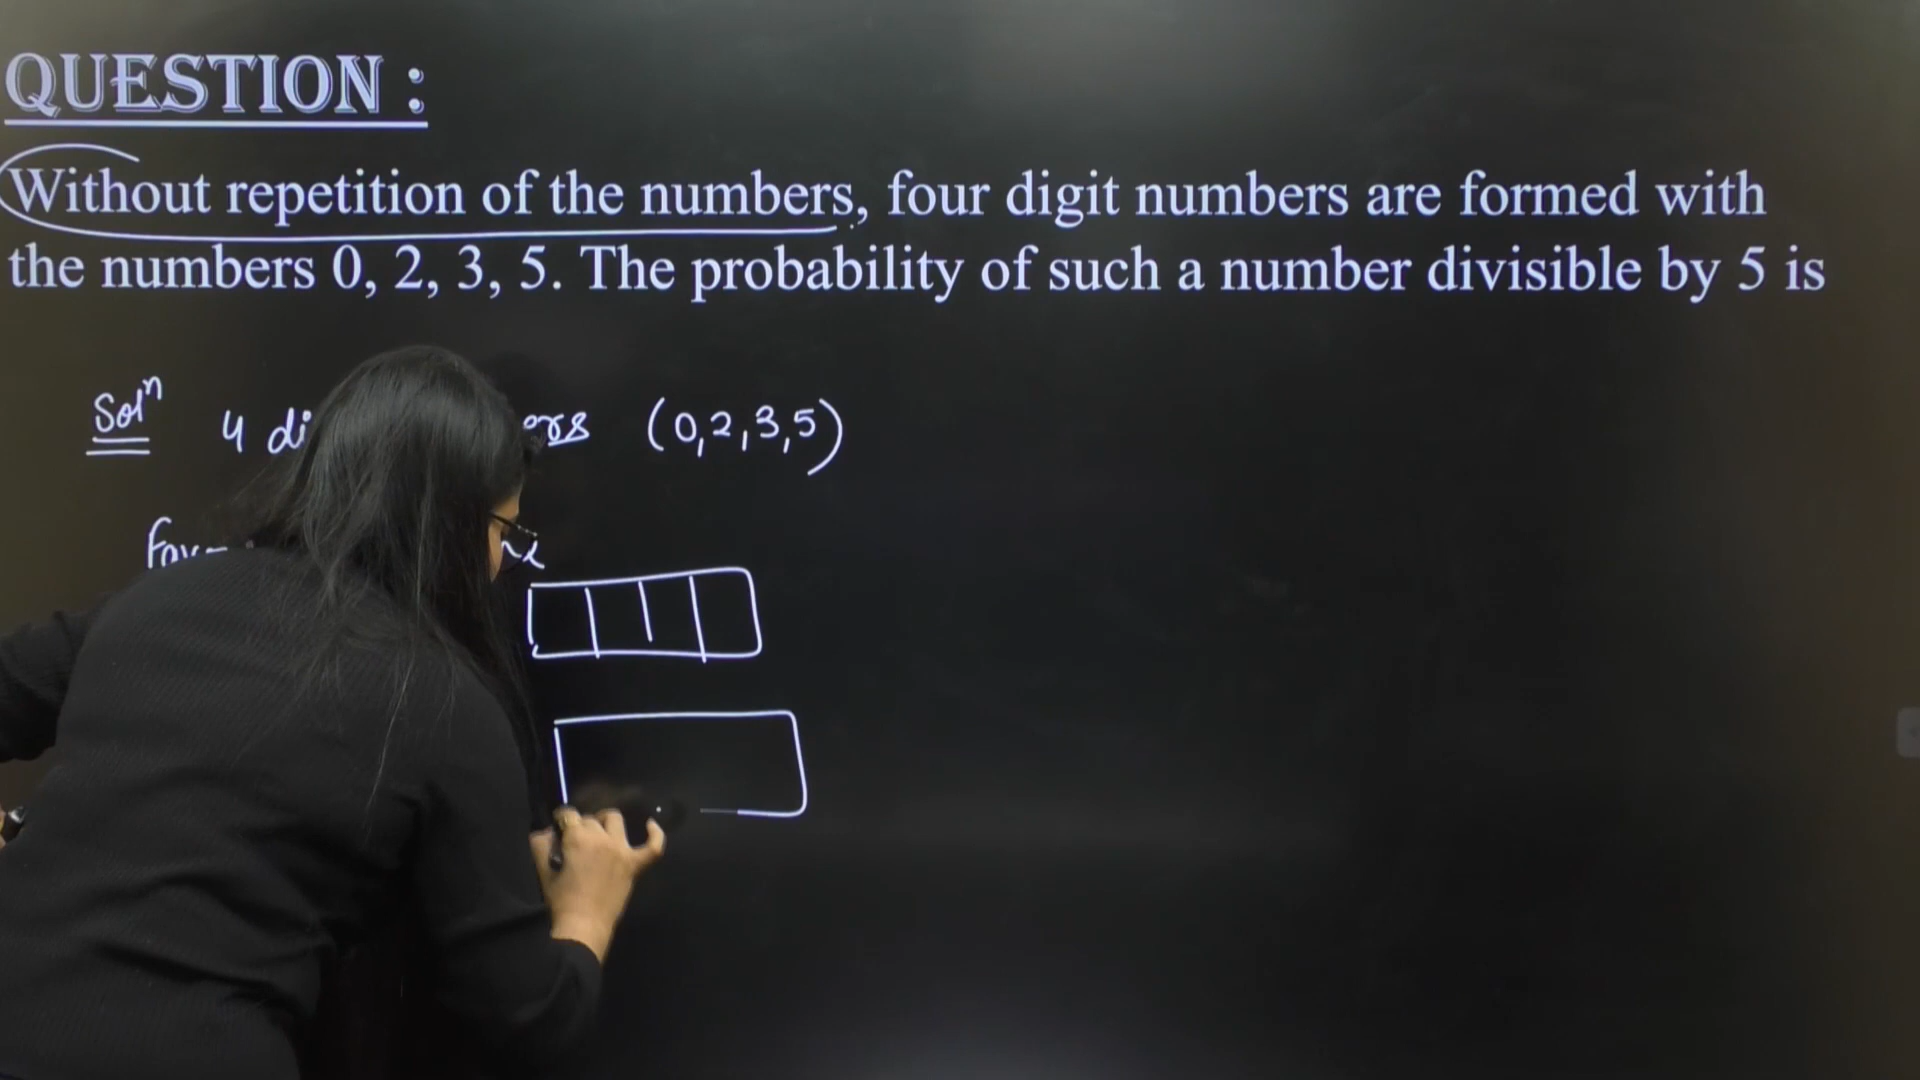 QUESTION :
Without repetition of the numbers, four digit numbers are formed with
the numbers 0, 2, 3, 5. The probability of such a number divisible by 5 is
Solⁿ 4 (0,2,3,5)